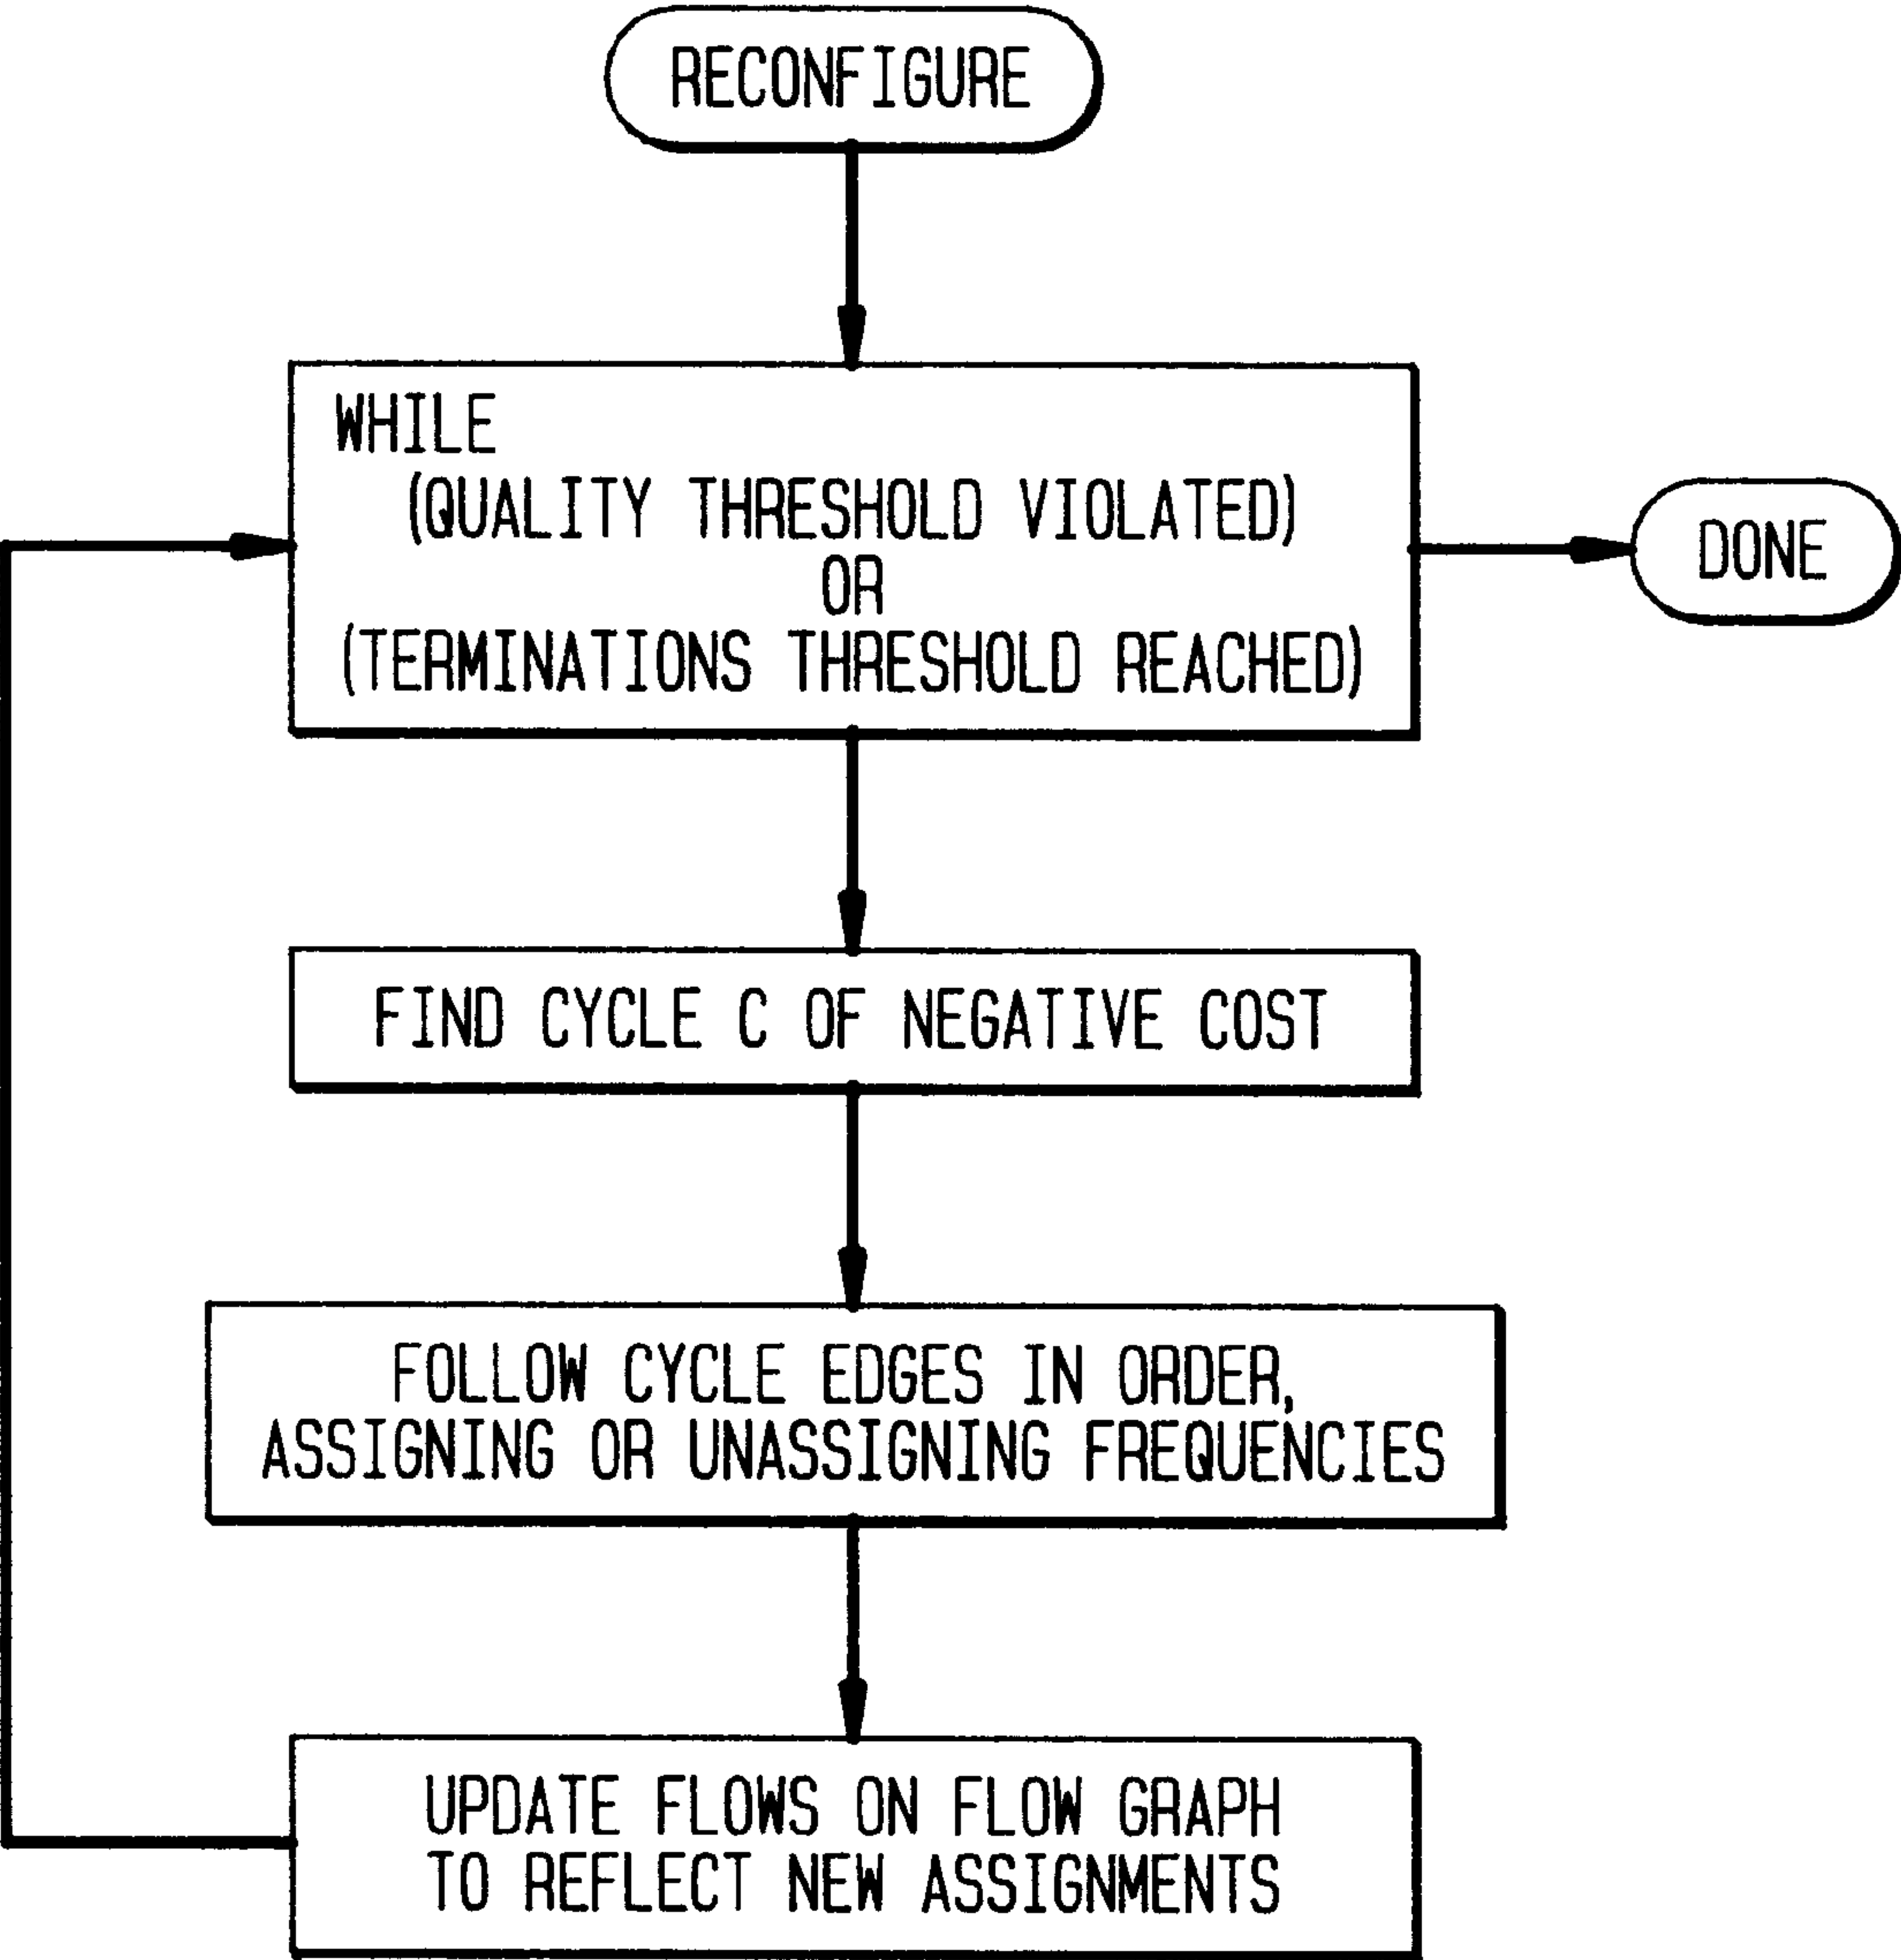 RECONFIGURE
WHILE
(QUALITY THRESHOLD VIOLATED)
OR
(TERMINATIONS THRESHOLD REACHED)
DONE
FIND CYCLE C OF NEGATIVE COST
FOLLOW CYCLE EDGES IN ORDER,
ASSIGNING OR UNASSIGNING FREQUENCIES
UPDATE FLOWS ON FLOW GRAPH
TO REFLECT NEW ASSIGNMENTS